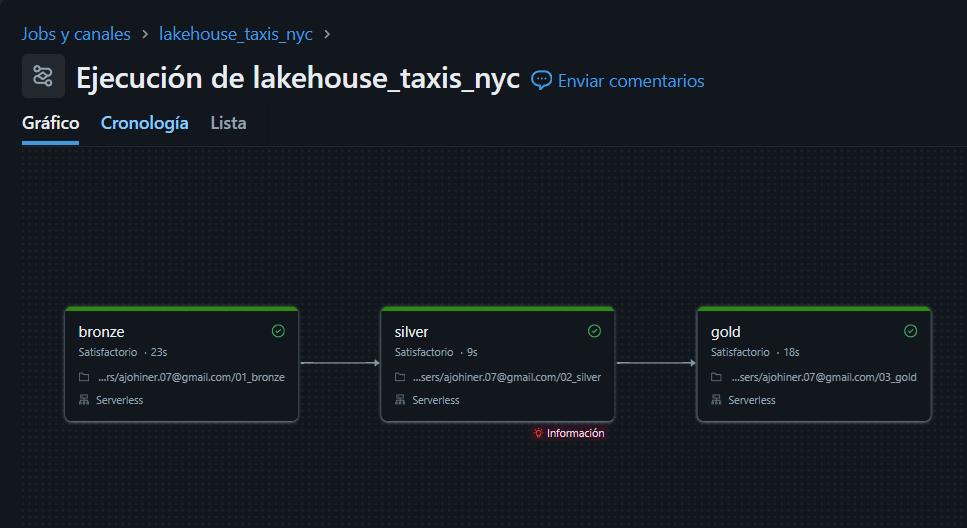 Jobs y canales > lakehouse_taxis_nyc >
Ejecución de lakehouse_taxis_nyc Enviar comentarios
Gráfico Cronología Lista
bronze
Satisfactorio · 23s
...rs/ajohiner.07@gmail.com/01_bronze
Serverless
silver
Satisfactorio · 9s
...sers/ajohiner.07@gmail.com/02_silver
Serverless
Información
gold
Satisfactorio · 18s
...sers/ajohiner.07@gmail.com/03_gold
Serverless